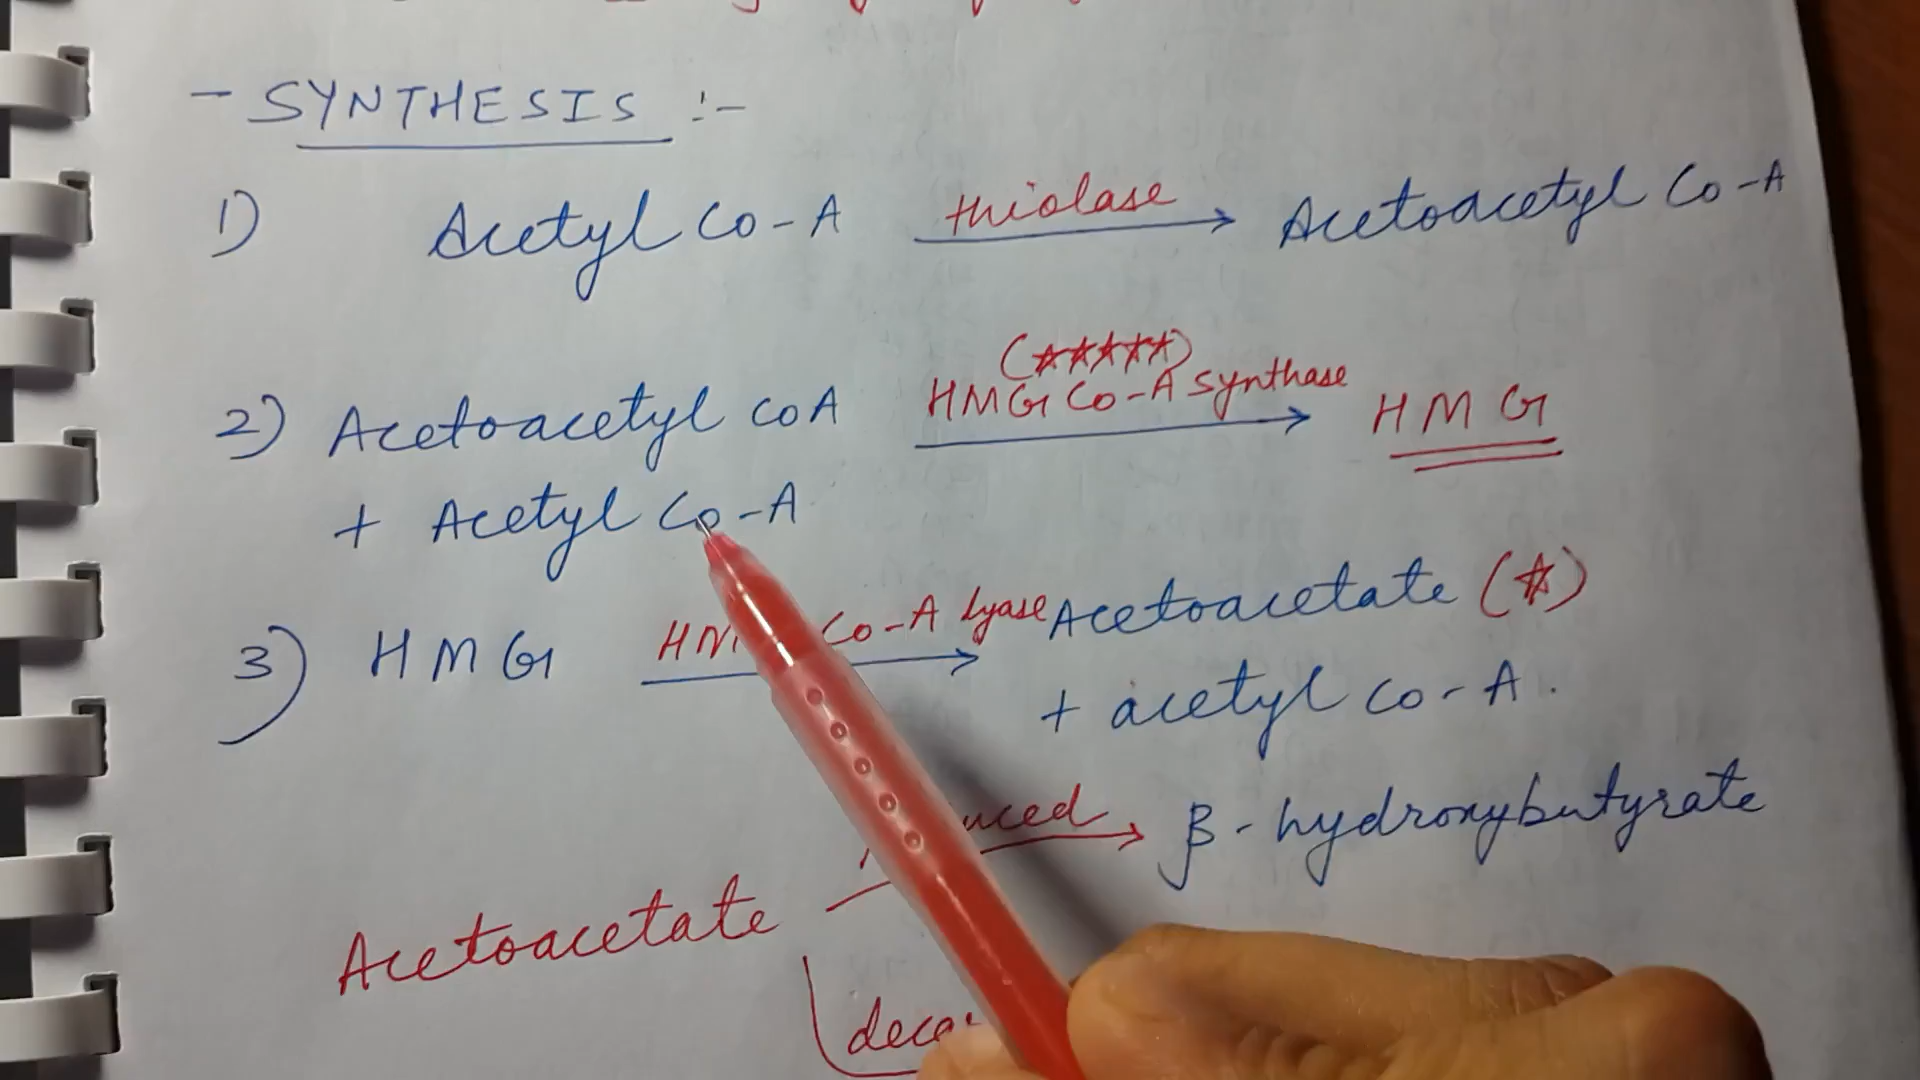 - SYNTHESIS :-
1) Acetyl Co-A thiolase Acetoacetyl Co-A
(*****)
2) Acetoacetyl CoA HMG Co-A synthase HMG
+ Acetyl Co-A
3) HMG Co-A lyase Acetoacetate (*)
+ acetyl Co-A.
Acetoacetate β-hydroxybutyrate